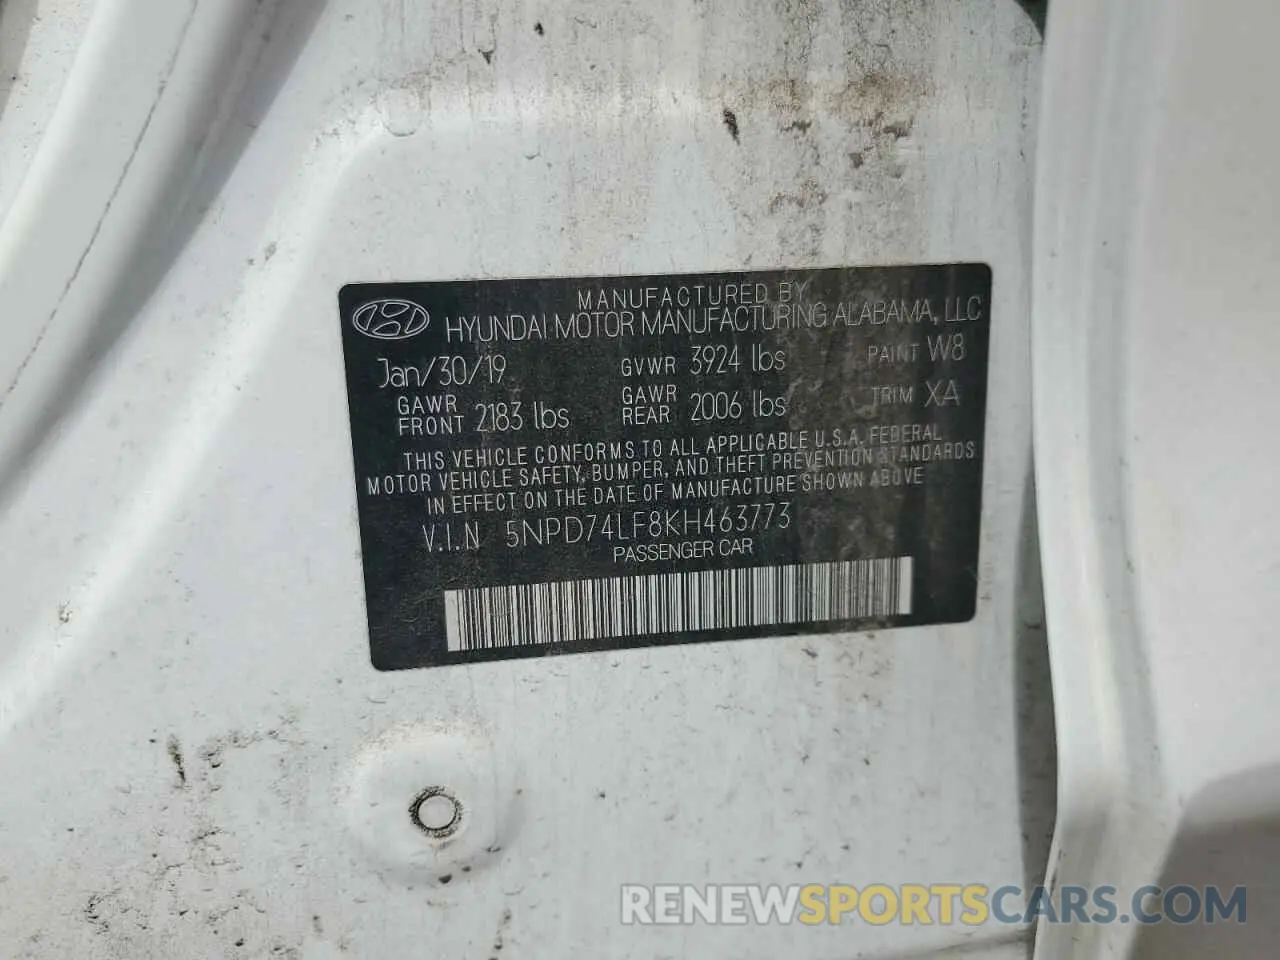 MANUFACTURED BY
HYUNDAI MOTOR MANUFACTURING ALABAMA, LLC
Jan/30/19 GVWR 3924 lbs PAINT W8
GAWR FRONT 2183 lbs GAWR REAR 2006 lbs TRIM XA
THIS VEHICLE CONFORMS TO ALL APPLICABLE U.S.A. FEDERAL
MOTOR VEHICLE SAFETY, BUMPER, AND THEFT PREVENTION STANDARDS
IN EFFECT ON THE DATE OF MANUFACTURE SHOWN ABOVE
V.I.N 5NPD74LF8KH463773
PASSENGER CAR
RENEWSPORTSCARS.COM